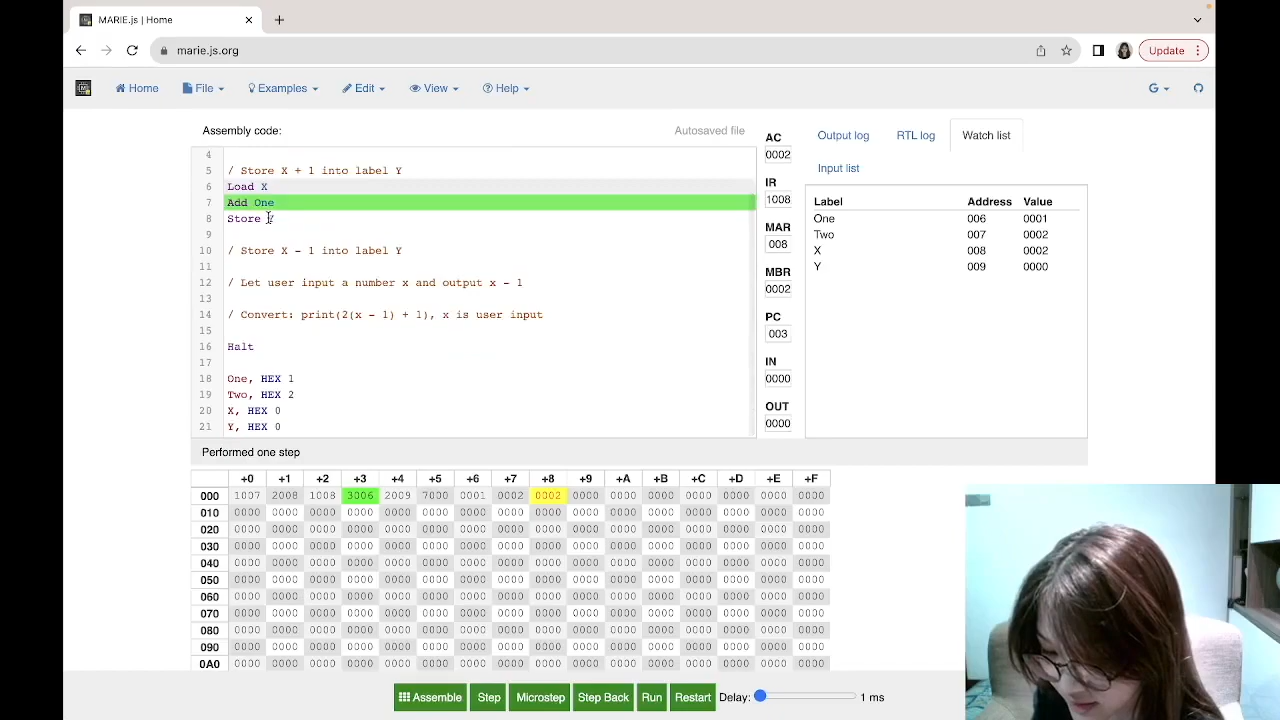 MARIE.js | Home
marie.js.org
Update
Home File Examples Edit View Help G
Assembly code: Autosaved file
4
5 / Store X + 1 into label Y
6 Load X
7 Add One
8 Store Y
9
10 / Store X - 1 into label Y
11
12 / Let user input a number x and output x - 1
13
14 / Convert: print(2(x - 1) + 1), x is user input
15
16 Halt
17
18 One, HEX 1
19 Two, HEX 2
20 X, HEX 0
21 Y, HEX 0
Performed one step
AC
0002
IR
1008
MAR
008
MBR
0002
PC
003
IN
0000
OUT
0000
Output log RTL log Watch list
Input list
Label Address Value
One 006 0001
Two 007 0002
X 008 0002
Y 009 0000
+0 +1 +2 +3 +4 +5 +6 +7 +8 +9 +A +B +C +D +E +F
000 1007 2008 1008 3006 2009 7000 0001 0002 0002 0000 0000 0000 0000 0000 0000 0000
010 0000 0000 0000 0000 0000 0000 0000 0000 0000 0000 0000 0000 0000 0000 0000 0000
020 0000 0000 0000 0000 0000 0000 0000 0000 0000 0000 0000 0000 0000 0000 0000 0000
030 0000 0000 0000 0000 0000 0000 0000 0000 0000 0000 0000 0000 0000 0000 0000 0000
040 0000 0000 0000 0000 0000 0000 0000 0000 0000 0000 0000 0000 0000 0000 0000 0000
050 0000 0000 0000 0000 0000 0000 0000 0000 0000 0000 0000 0000 0000 0000 0000 0000
060 0000 0000 0000 0000 0000 0000 0000 0000 0000 0000 0000 0000 0000 0000 0000 0000
070 0000 0000 0000 0000 0000 0000 0000 0000 0000 0000 0000 0000 0000 0000 0000 0000
080 0000 0000 0000 0000 0000 0000 0000 0000 0000 0000 0000 0000 0000 0000 0000 0000
090 0000 0000 0000 0000 0000 0000 0000 0000 0000 0000 0000 0000 0000 0000 0000 0000
0A0 0000 0000 0000 0000 0000 0000 0000 0000 0000 0000 0000 0000 0000 0000 0000 0000
Assemble Step Microstep Step Back Run Restart Delay: 1 ms